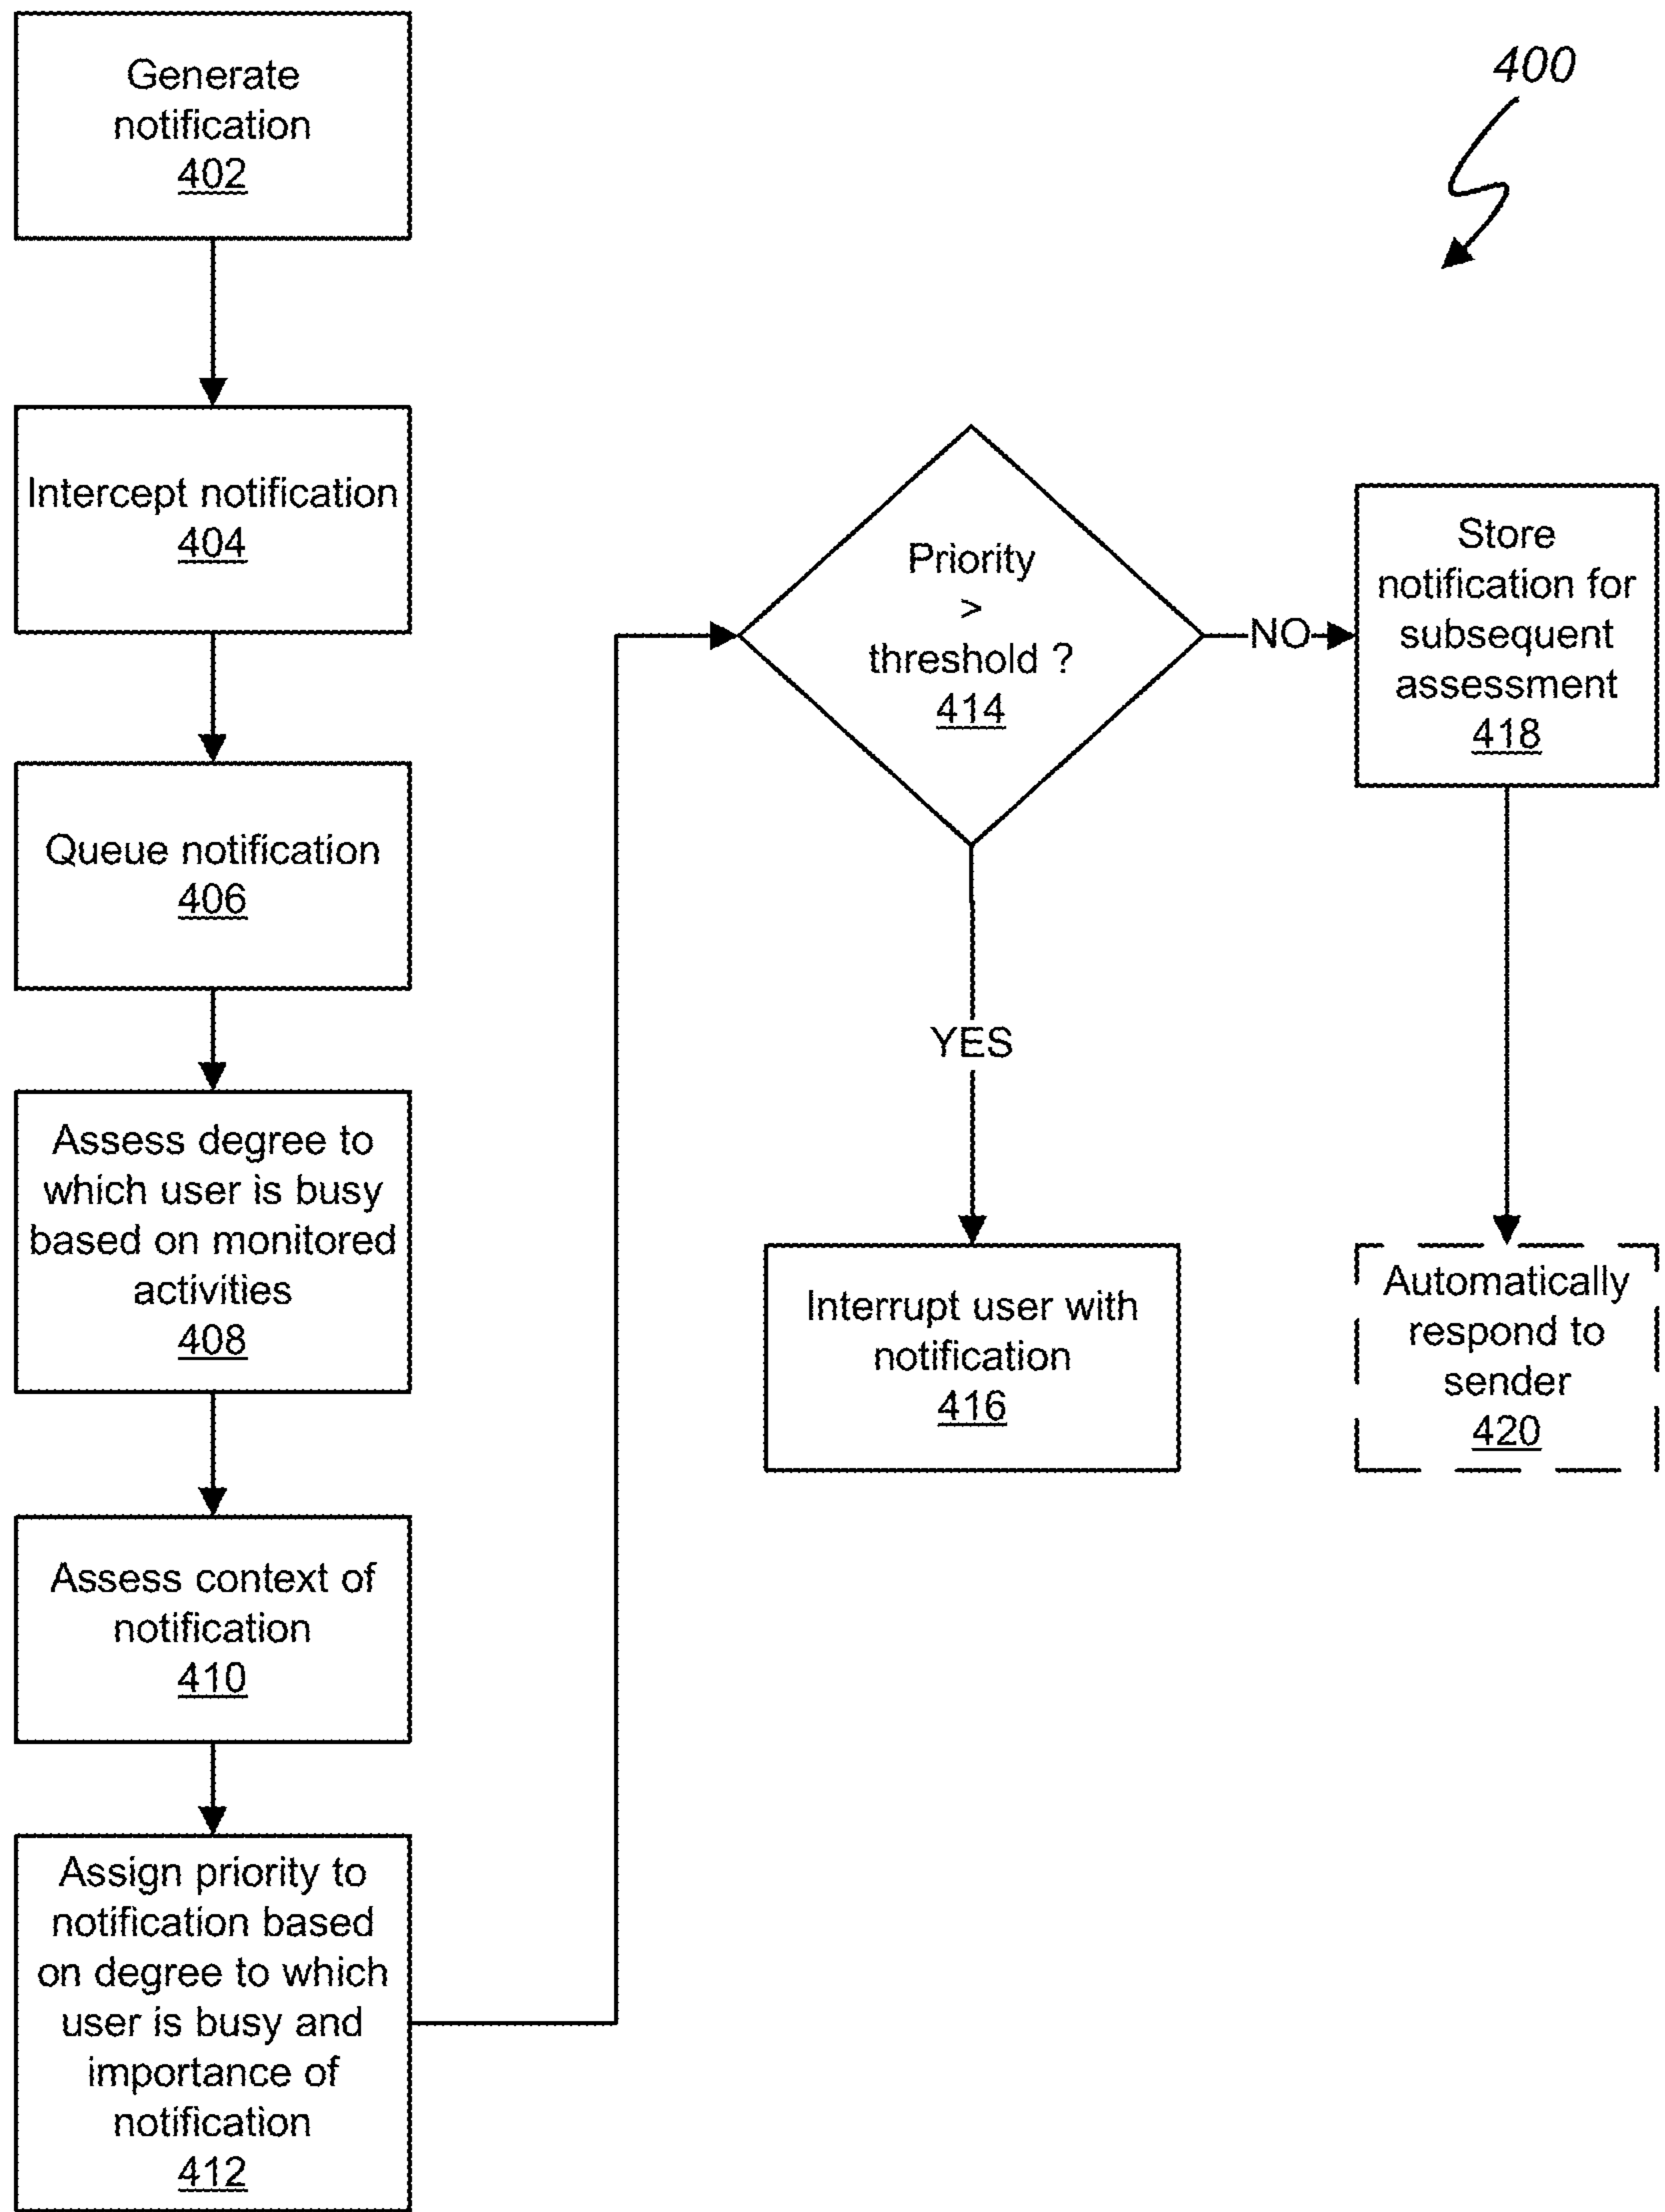 Generate
notification
402
400
Intercept notification
404
Queue notification
406
Assess degree to
which user is busy
based on monitored
activities
408
Assess context of
notification
410
Assign priority to
notification based
on degree to which
user is busy and
importance of
notification
412
Priority
>
threshold ?
414
NO
Store
notification for
subsequent
assessment
418
YES
Interrupt user with
notification
416
Automatically
respond to
sender
420